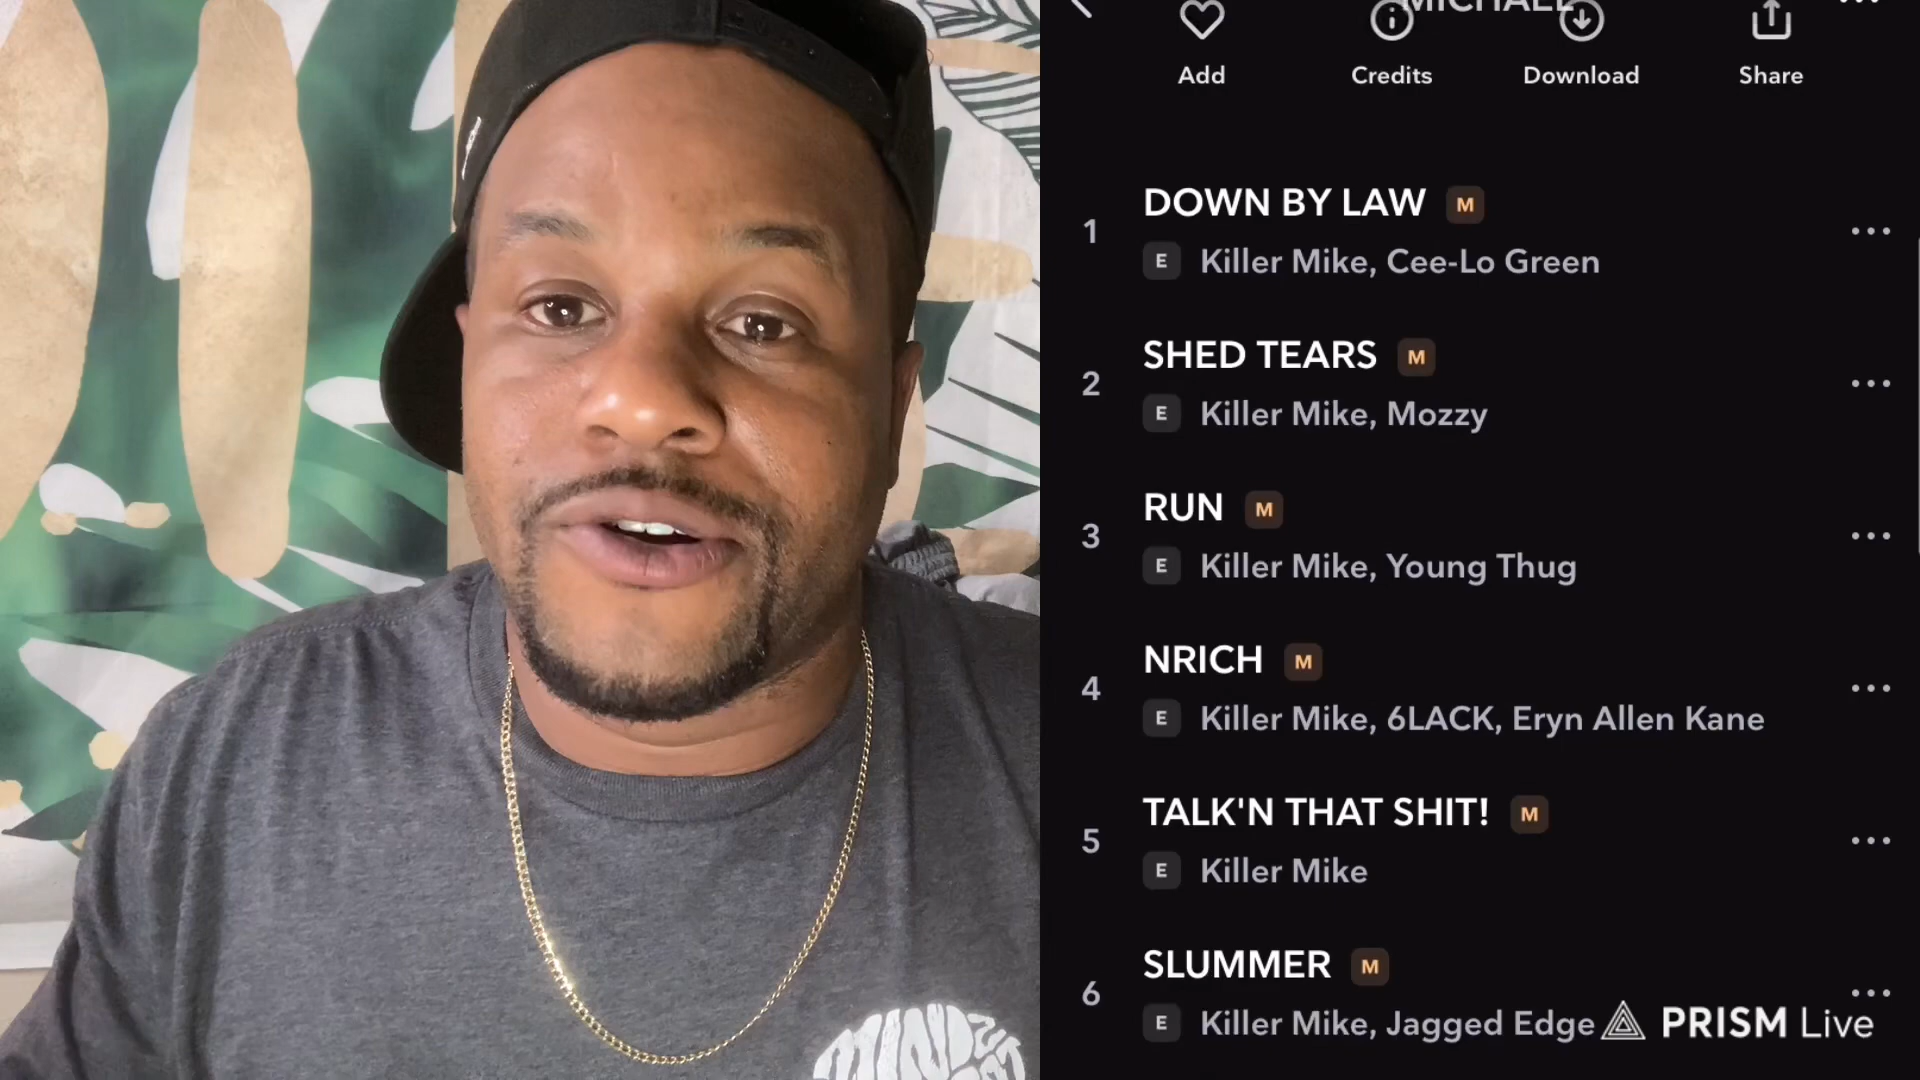 MICHAEL
Add
Credits
Download
Share
1
DOWN BY LAW M
E Killer Mike, Cee-Lo Green
2
SHED TEARS M
E Killer Mike, Mozzy
3
RUN M
E Killer Mike, Young Thug
4
NRICH M
E Killer Mike, 6LACK, Eryn Allen Kane
5
TALK'N THAT SHIT! M
E Killer Mike
6
SLUMMER M
E Killer Mike, Jagged Edge
PRISM Live